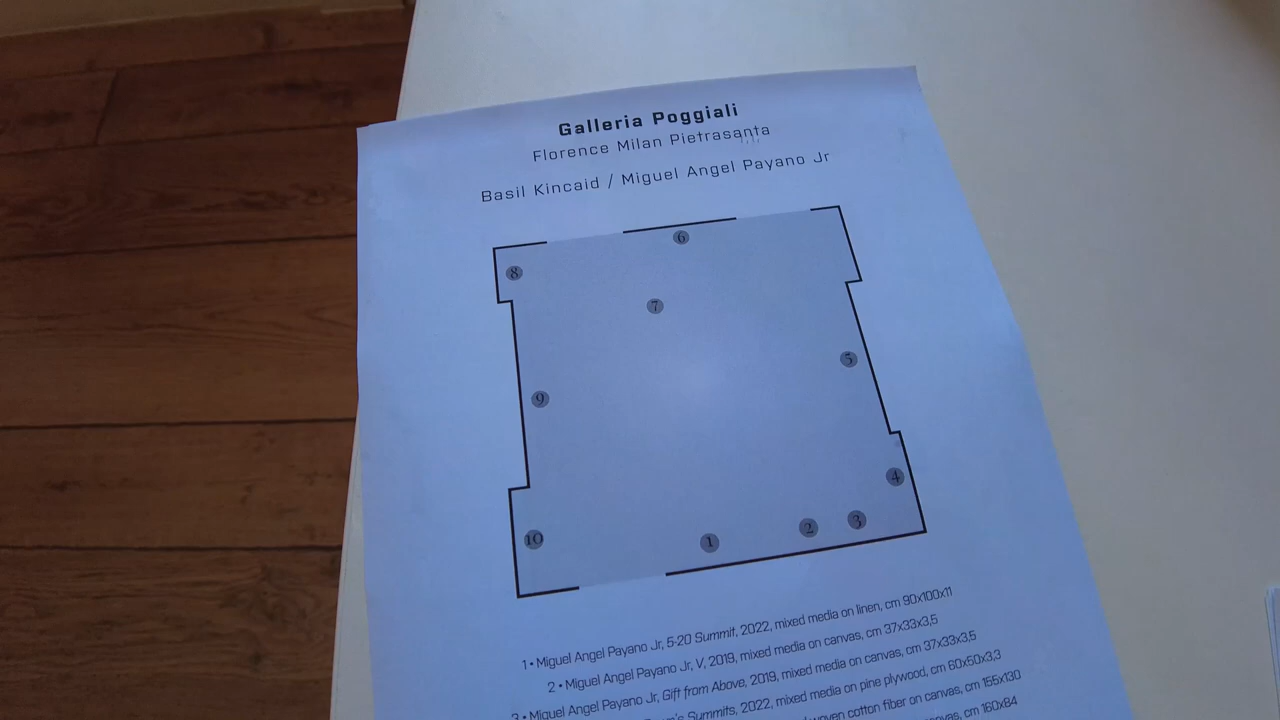 Galleria Poggiali
Florence Milan Pietrasanta
Basil Kincaid / Miguel Angel Payano Jr
6
8
7
5
9
4
3
2
1
10
1 • Miguel Angel Payano Jr, 5-20 Summit, 2022, mixed media on linen, cm 90x100x11
2 • Miguel Angel Payano Jr, V, 2019, mixed media on canvas, cm 37x33x3,5
3 • Miguel Angel Payano Jr, Gift from Above, 2019, mixed media on canvas, cm 37x33x3,5
Summits, 2022, mixed media on pine plywood, cm 60x50x3,3
woven cotton fiber on canvas, cm 155x130
canvas, cm 160x84